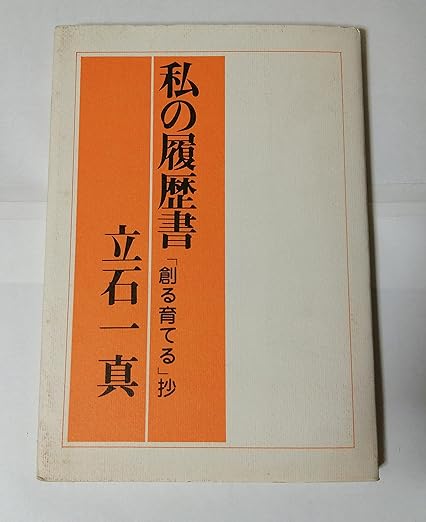 私の履歴書
「創る育てる」抄
立石一真